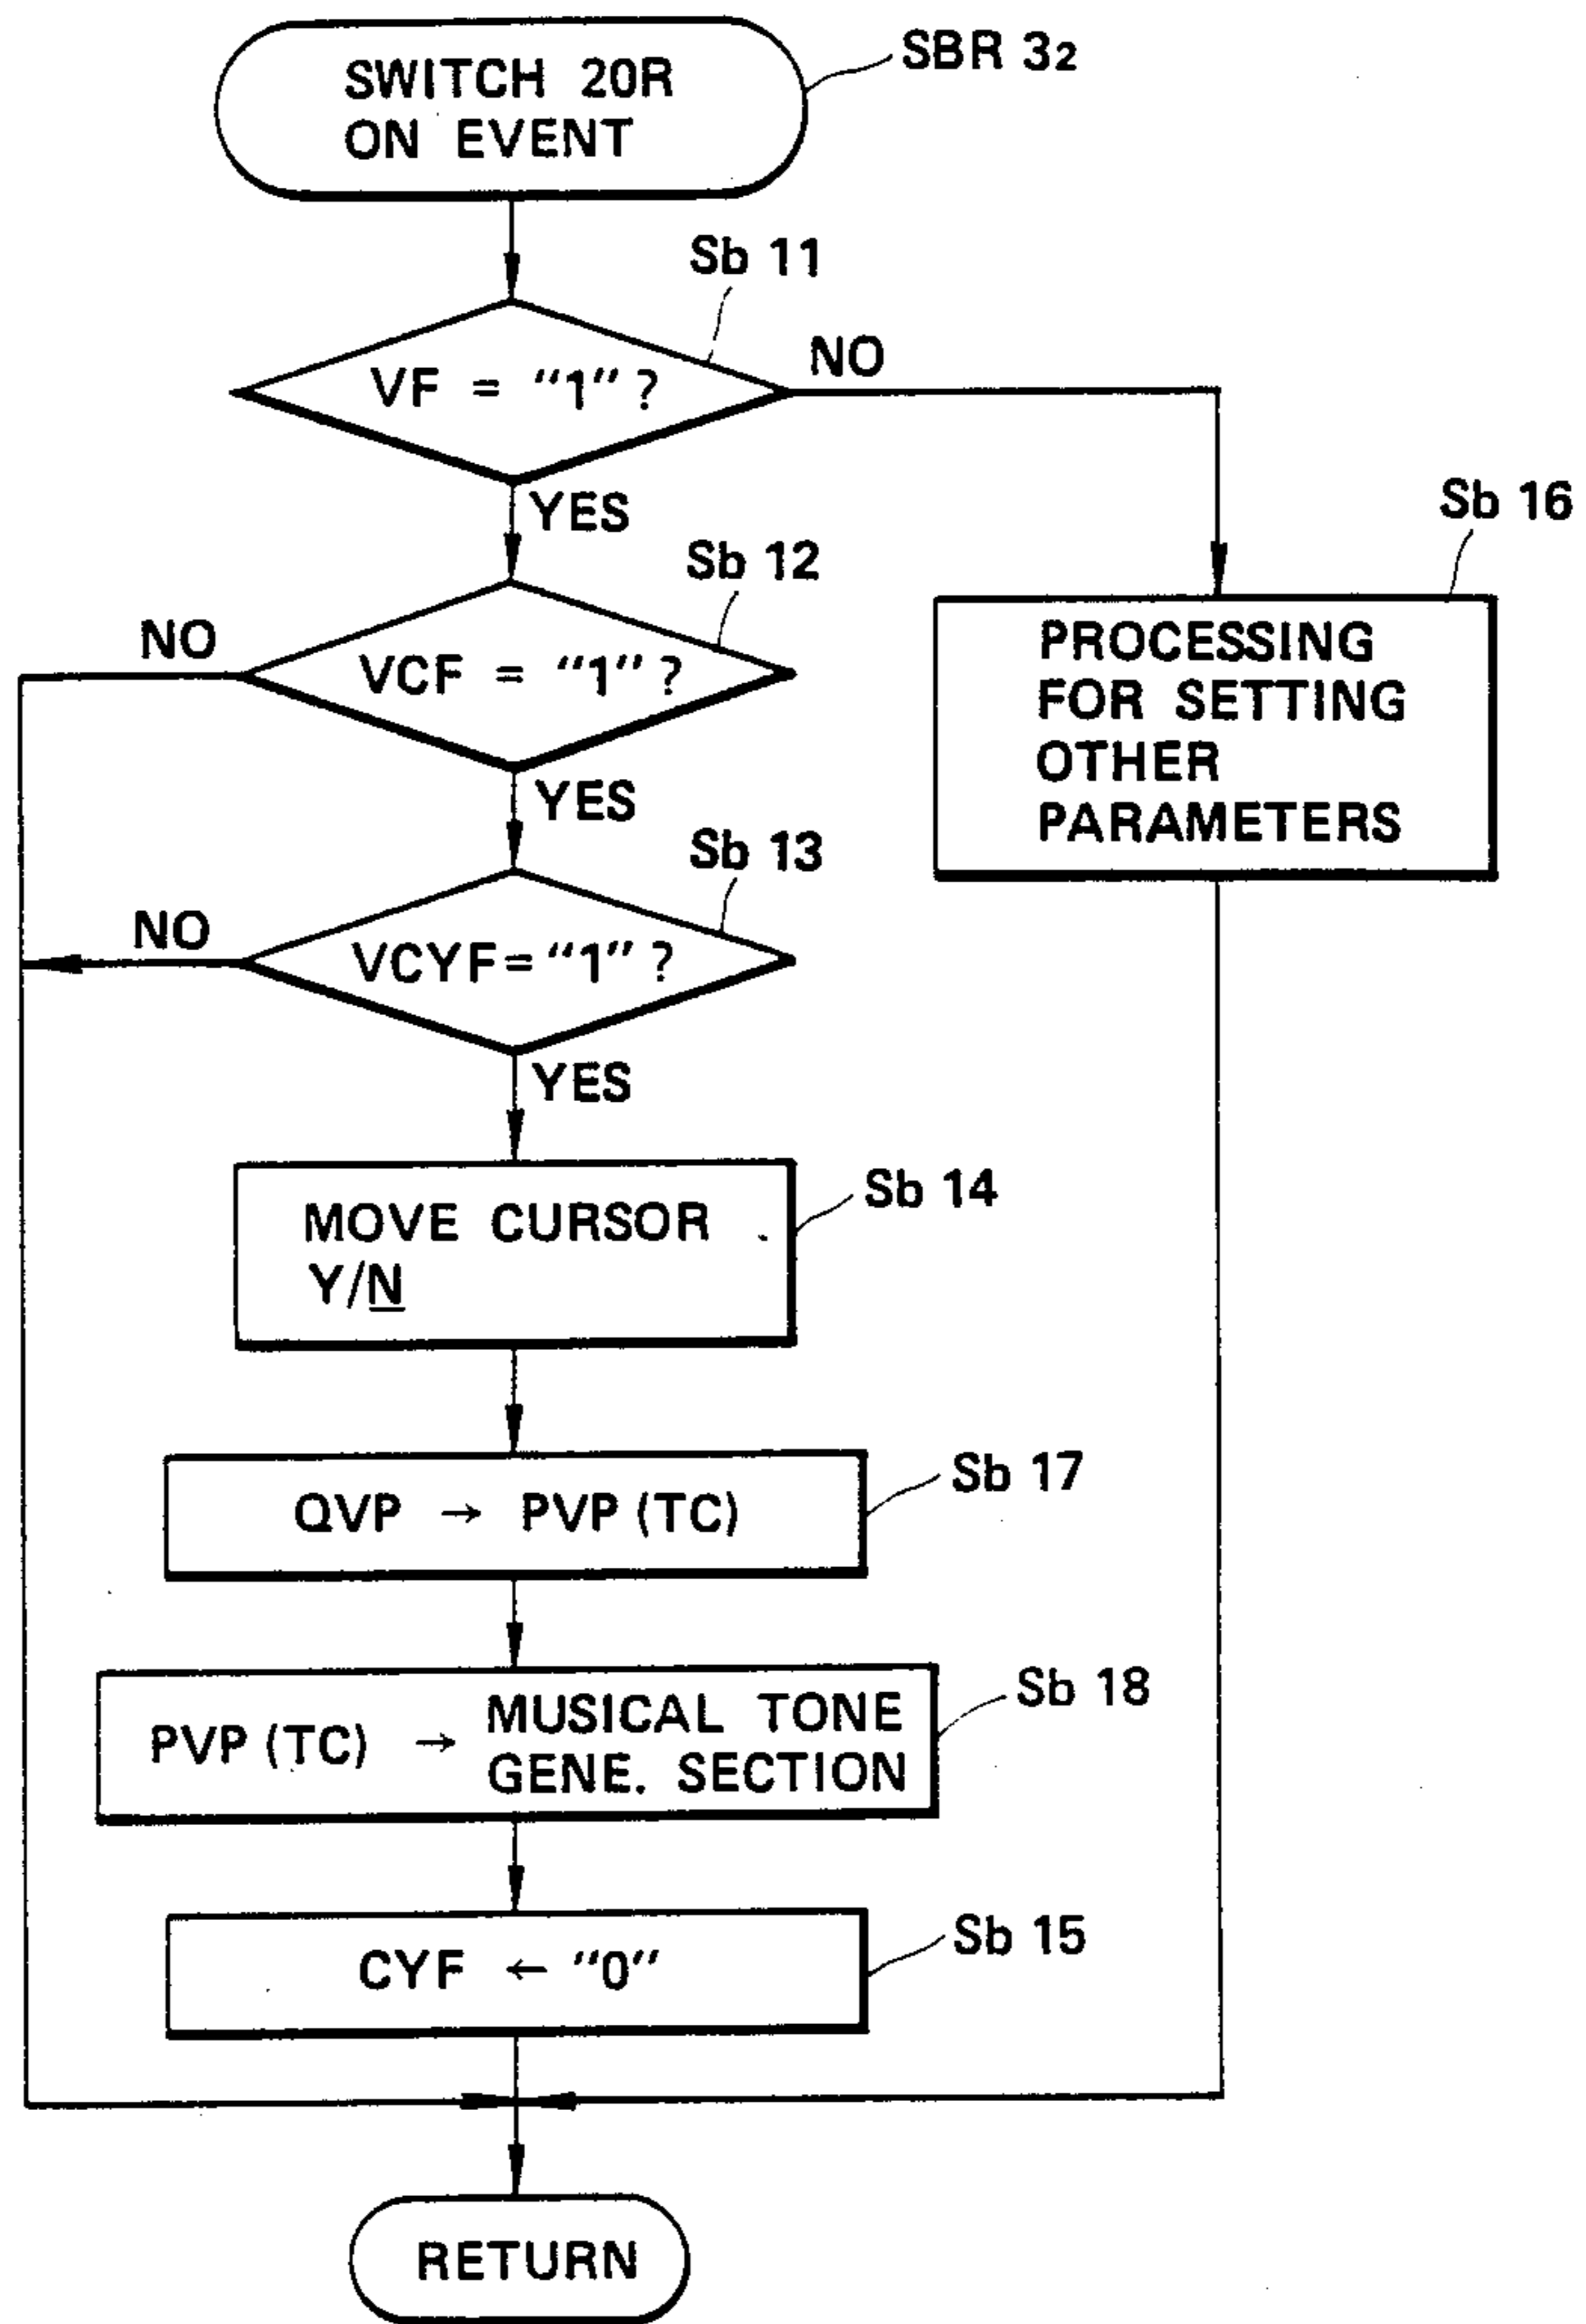 SWITCH 20R
ON EVENT
SBR 32
Sb 11
VF = "1"?
NO
YES
Sb 16
Sb 12
NO
VCF = "1"?
PROCESSING
FOR SETTING
OTHER
PARAMETERS
YES
Sb 13
NO
VCYF="1"?
YES
Sb 14
MOVE CURSOR
Y/N
Sb 17
QVP → PVP (TC)
Sb 18
PVP (TC) → MUSICAL TONE
GENE. SECTION
Sb 15
CYF ← "0"
RETURN